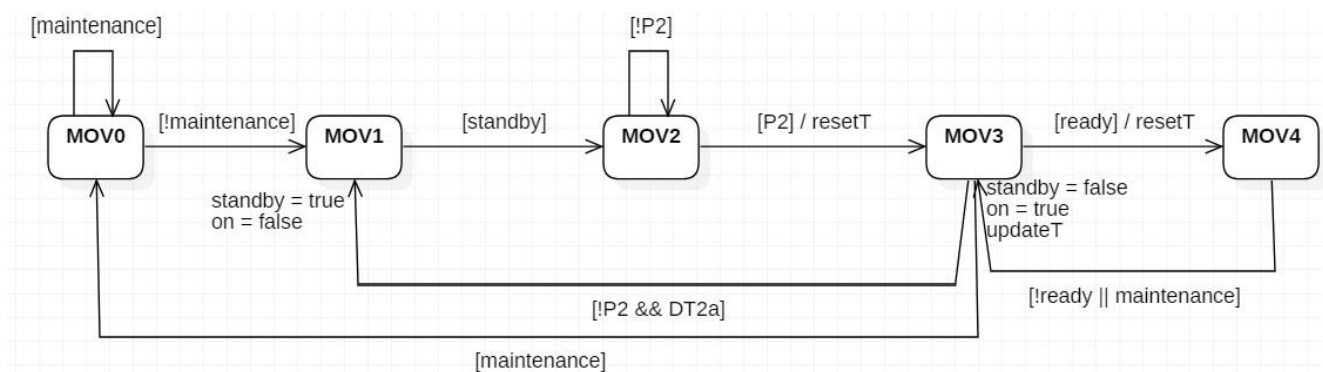 [maintenance]
[!P2]
MOV0
[!maintenance]
MOV1
[standby]
MOV2
[P2] / resetT
MOV3
[ready] / resetT
MOV4
standby = true
on = false
standby = false
on = true
updateT
[!P2 && DT2a]
[!ready || maintenance]
[maintenance]